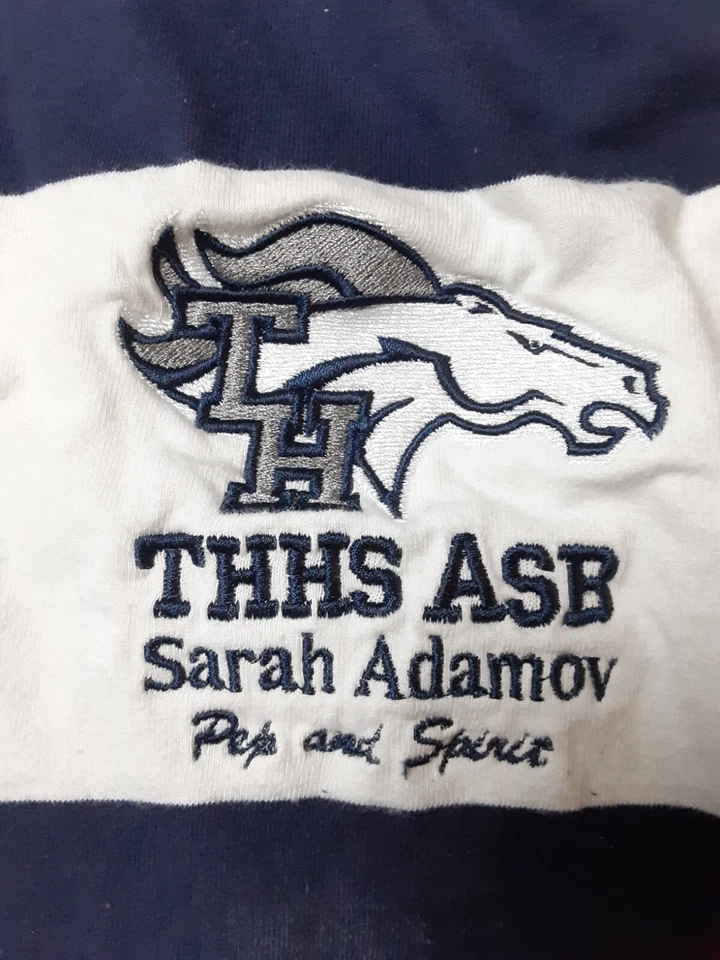 TH
THHS ASB
Sarah Adamov
Pep and Spirit